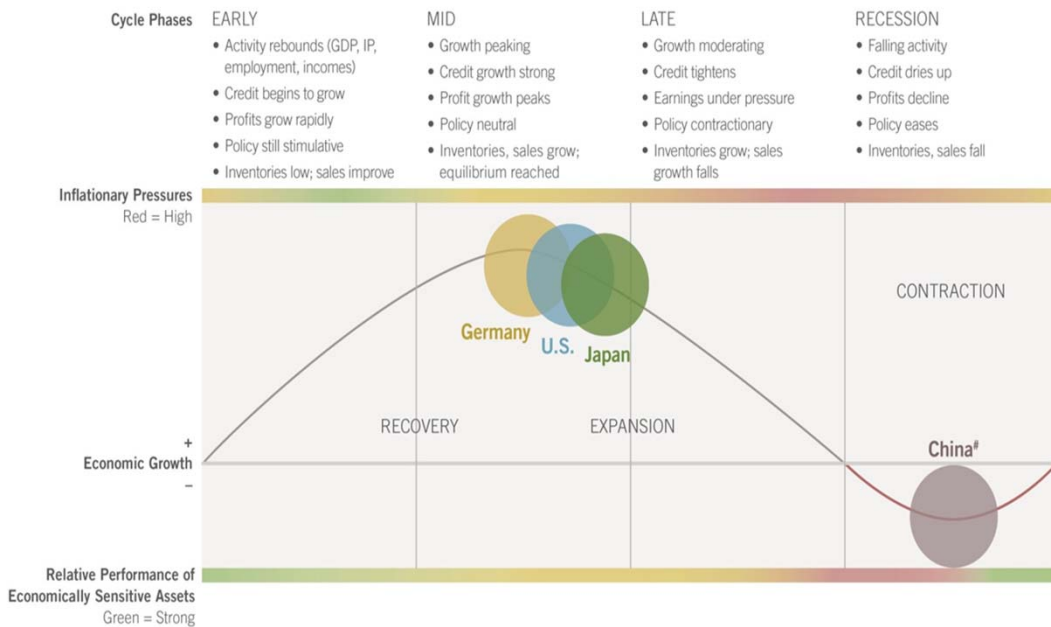 Cycle Phases
EARLY
• Activity rebounds (GDP, IP,
employment, incomes)
• Credit begins to grow
• Profits grow rapidly
• Policy still stimulative
• Inventories low; sales improve
MID
• Growth peaking
• Credit growth strong
• Profit growth peaks
• Policy neutral
• Inventories, sales grow;
equilibrium reached
LATE
• Growth moderating
• Credit tightens
• Earnings under pressure
• Policy contractionary
• Inventories grow; sales
growth falls
RECESSION
• Falling activity
• Credit dries up
• Profits decline
• Policy eases
• Inventories, sales fall
Inflationary Pressures
Red = High
CONTRACTION
Germany
U.S.
Japan
RECOVERY
EXPANSION
+
Economic Growth
–
China#
Relative Performance of
Economically Sensitive Assets
Green = Strong